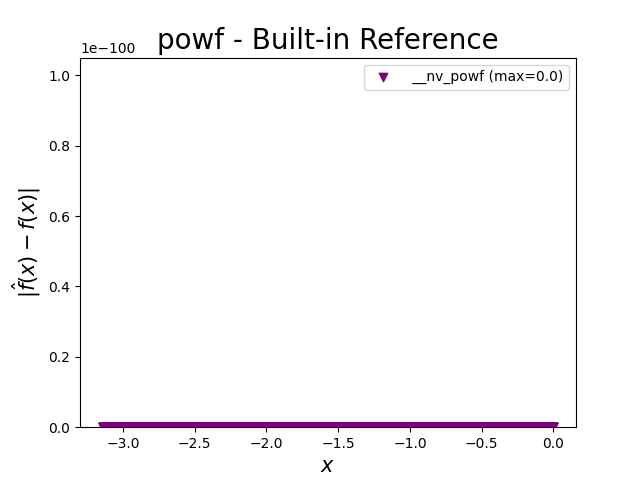 powf - Built-in Reference
1e−100
__nv_powf (max=0.0)
1.0
0.8
0.6
0.4
0.2
0.0
|f̂(x) − f(x)|
−3.0 −2.5 −2.0 −1.5 −1.0 −0.5 0.0
x